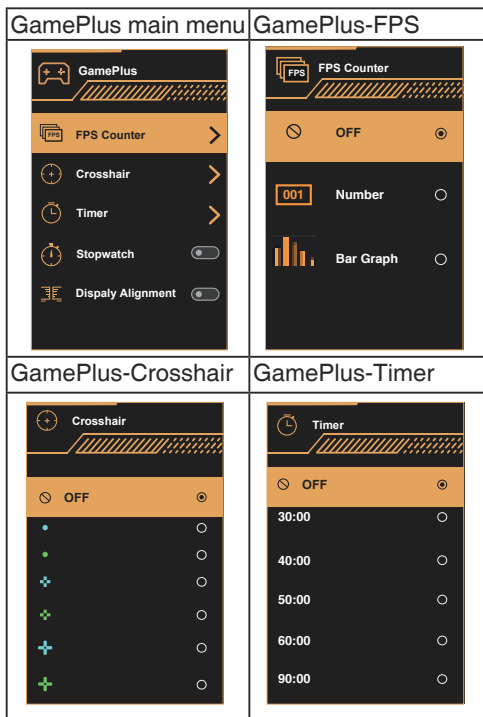 GamePlus main menu
GamePlus-FPS
GamePlus
FPS Counter
Crosshair
Timer
Stopwatch
Dispaly Alignment
FPS
FPS
FPS Counter
OFF
001 Number
Bar Graph
GamePlus-Crosshair
GamePlus-Timer
Crosshair
OFF
Timer
OFF
30:00
40:00
50:00
60:00
90:00